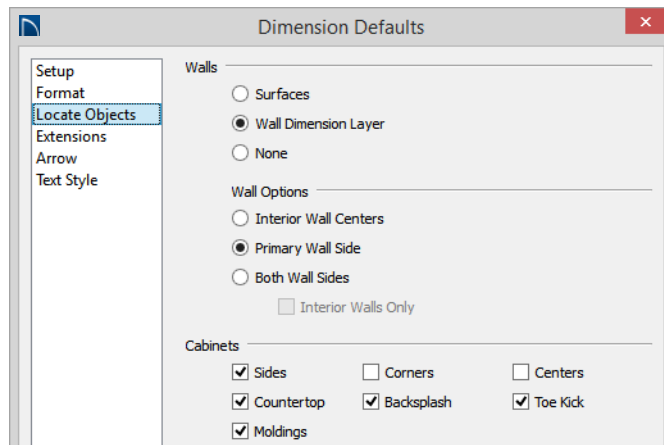 Dimension Defaults
Setup
Format
Locate Objects
Extensions
Arrow
Text Style
Walls
Surfaces
Wall Dimension Layer
None
Wall Options
Interior Wall Centers
Primary Wall Side
Both Wall Sides
Interior Walls Only
Cabinets
Sides Corners Centers
Countertop Backsplash Toe Kick
Moldings